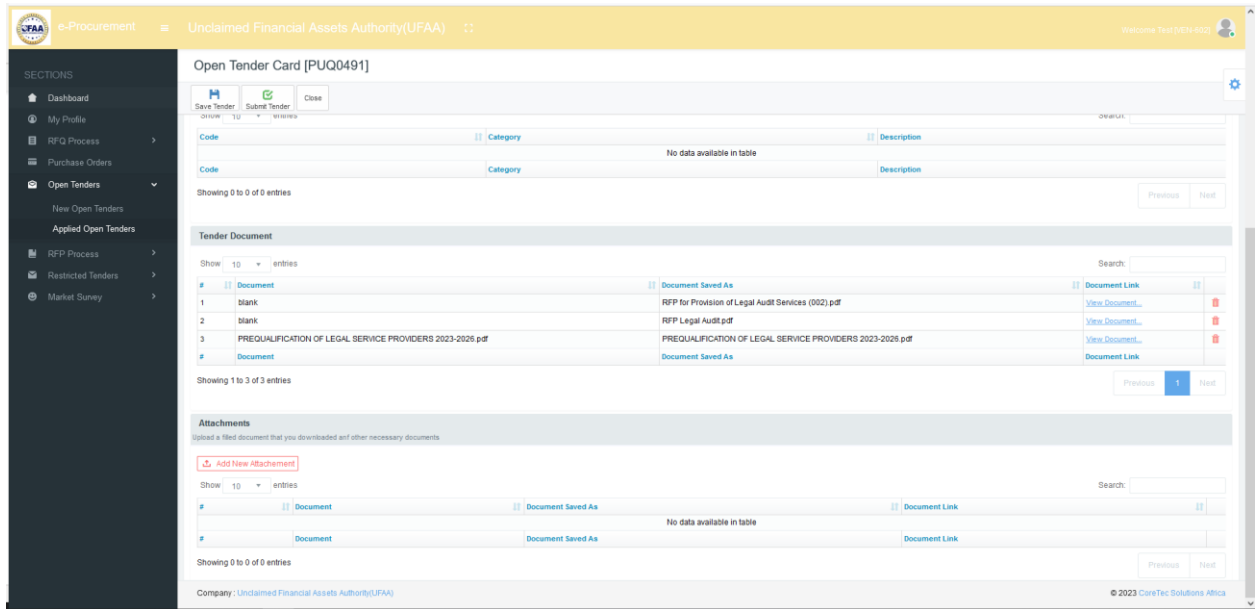 UFAA
e-Procurement
Unclaimed Financial Assets Authority(UFAA)
Welcome Test [VEN-902]
SECTIONS
Dashboard
My Profile
RFQ Process
Purchase Orders
Open Tenders
New Open Tenders
Applied Open Tenders
RFP Process
Restricted Tenders
Market Survey
Open Tender Card [PUQ0491]
Save Tender Submit Tender Close
Show 10 entries Search:
Code Category Description
No data available in table
Code Category Description
Showing 0 to 0 of 0 entries
Previous Next
Tender Document
Show 10 entries Search:
# Document Document Saved As Document Link
1 blank RFP for Provision of Legal Audit Services (002).pdf View Document...
2 blank RFP Legal Audit.pdf View Document...
3 PREQUALIFICATION OF LEGAL SERVICE PROVIDERS 2023-2026.pdf PREQUALIFICATION OF LEGAL SERVICE PROVIDERS 2023-2026.pdf View Document...
# Document Document Saved As Document Link
Showing 1 to 3 of 3 entries
Previous 1 Next
Attachments
Upload a filled document that you downloaded anf other necessary documents
Add New Attachement
Show 10 entries Search:
# Document Document Saved As Document Link
No data available in table
# Document Document Saved As Document Link
Showing 0 to 0 of 0 entries
Previous Next
Company : Unclaimed Financial Assets Authority(UFAA) © 2023 CoreTec Solutions Africa